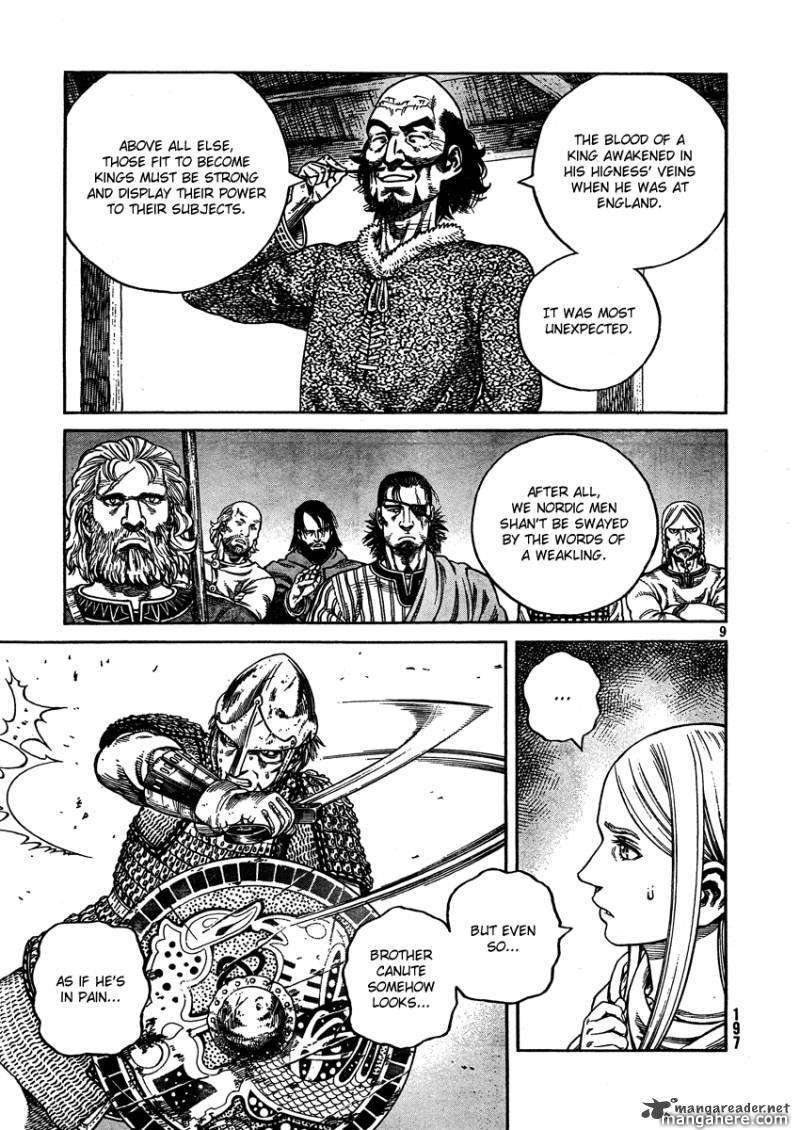 ABOVE ALL ELSE,
THOSE FIT TO BECOME
KINGS MUST BE STRONG
AND DISPLAY THEIR POWER
TO THEIR SUBJECTS.
THE BLOOD OF A
KING AWAKENED IN
HIS HIGNESS' VEINS
WHEN HE WAS AT
ENGLAND.
IT WAS MOST
UNEXPECTED.
AFTER ALL,
WE NORDIC MEN
SHAN'T BE SWAYED
BY THE WORDS OF
A WEAKLING.
9
...
BUT EVEN
SO...
BROTHER
CANUTE
SOMEHOW
LOOKS...
AS IF HE'S
IN PAIN...
197
mangareader.net
mangahere.com